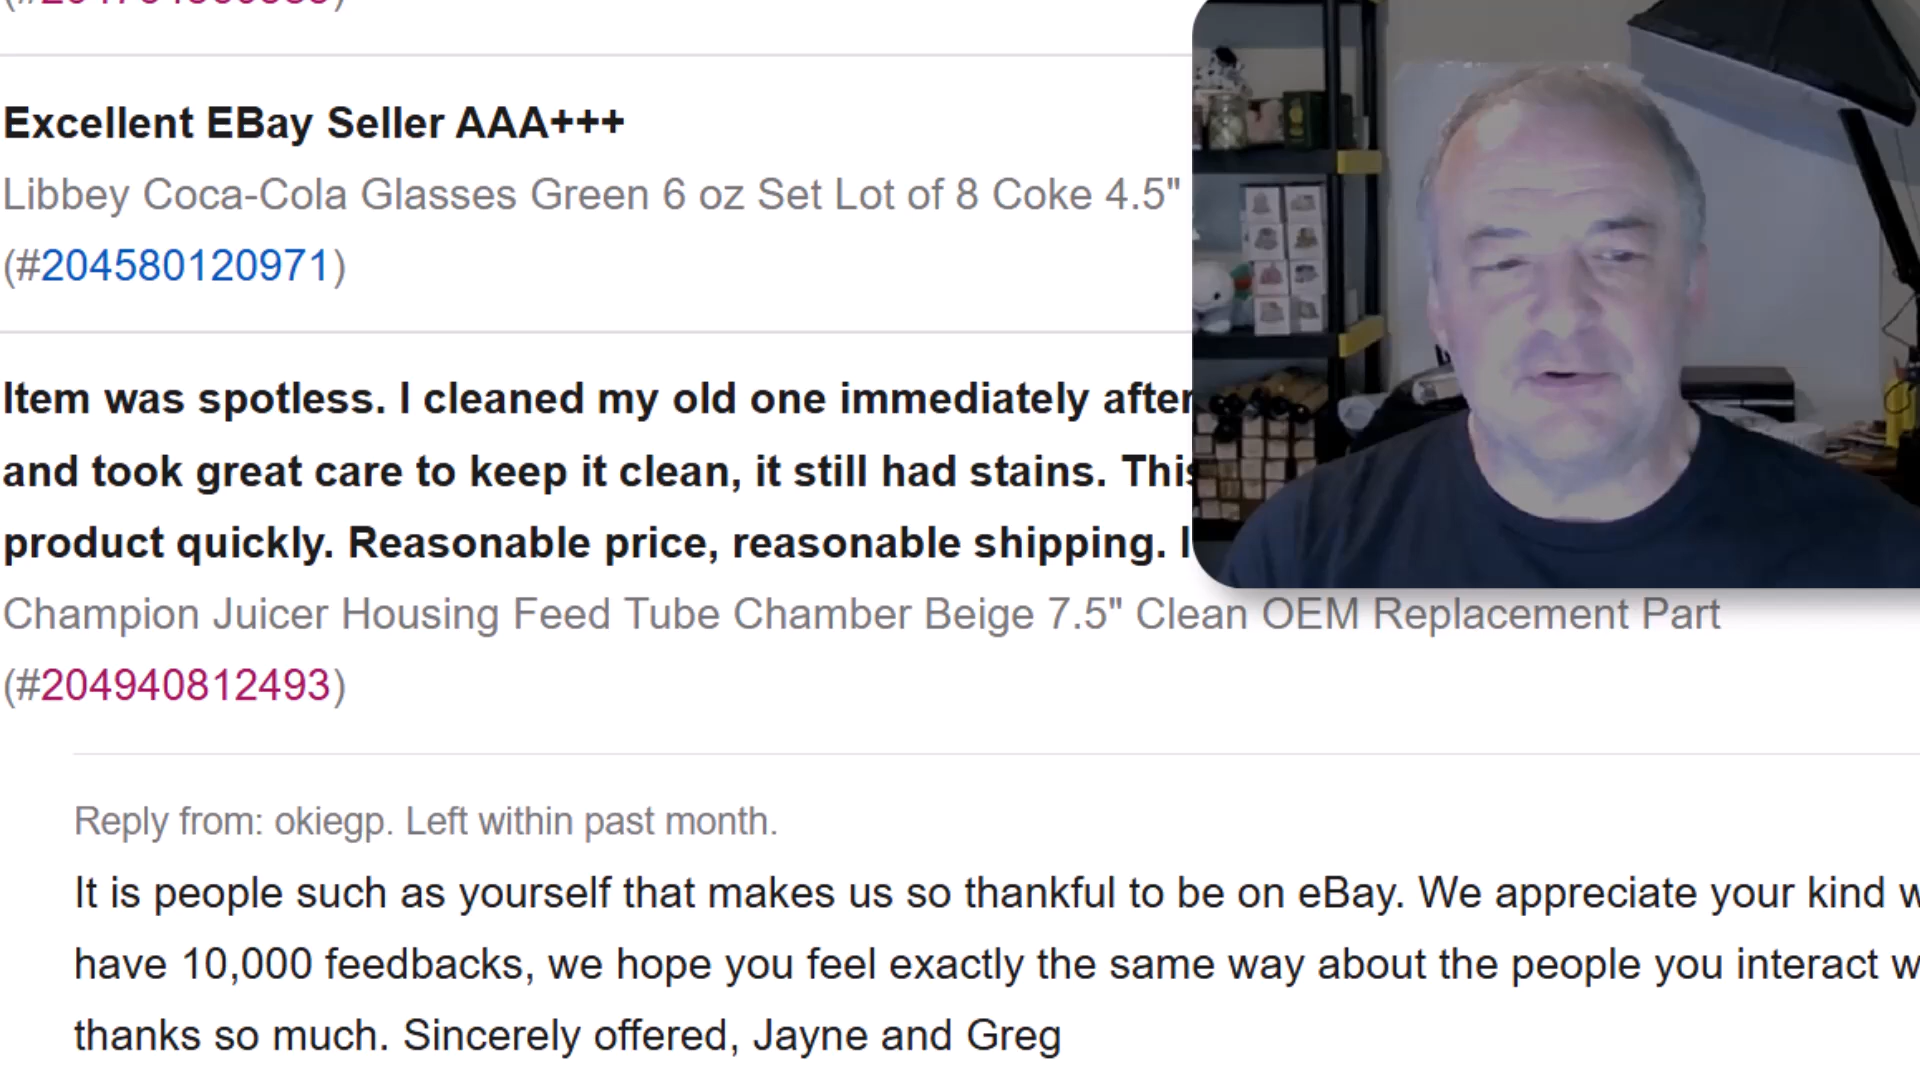 Excellent EBay Seller AAA+++
Libbey Coca-Cola Glasses Green 6 oz Set Lot of 8 Coke 4.5"
(#204580120971)
Item was spotless. I cleaned my old one immediately after
and took great care to keep it clean, it still had stains. This
product quickly. Reasonable price, reasonable shipping. I
Champion Juicer Housing Feed Tube Chamber Beige 7.5" Clean OEM Replacement Part
(#204940812493)
Reply from: okiegp. Left within past month.
It is people such as yourself that makes us so thankful to be on eBay. We appreciate your kind
have 10,000 feedbacks, we hope you feel exactly the same way about the people you interact
thanks so much. Sincerely offered, Jayne and Greg